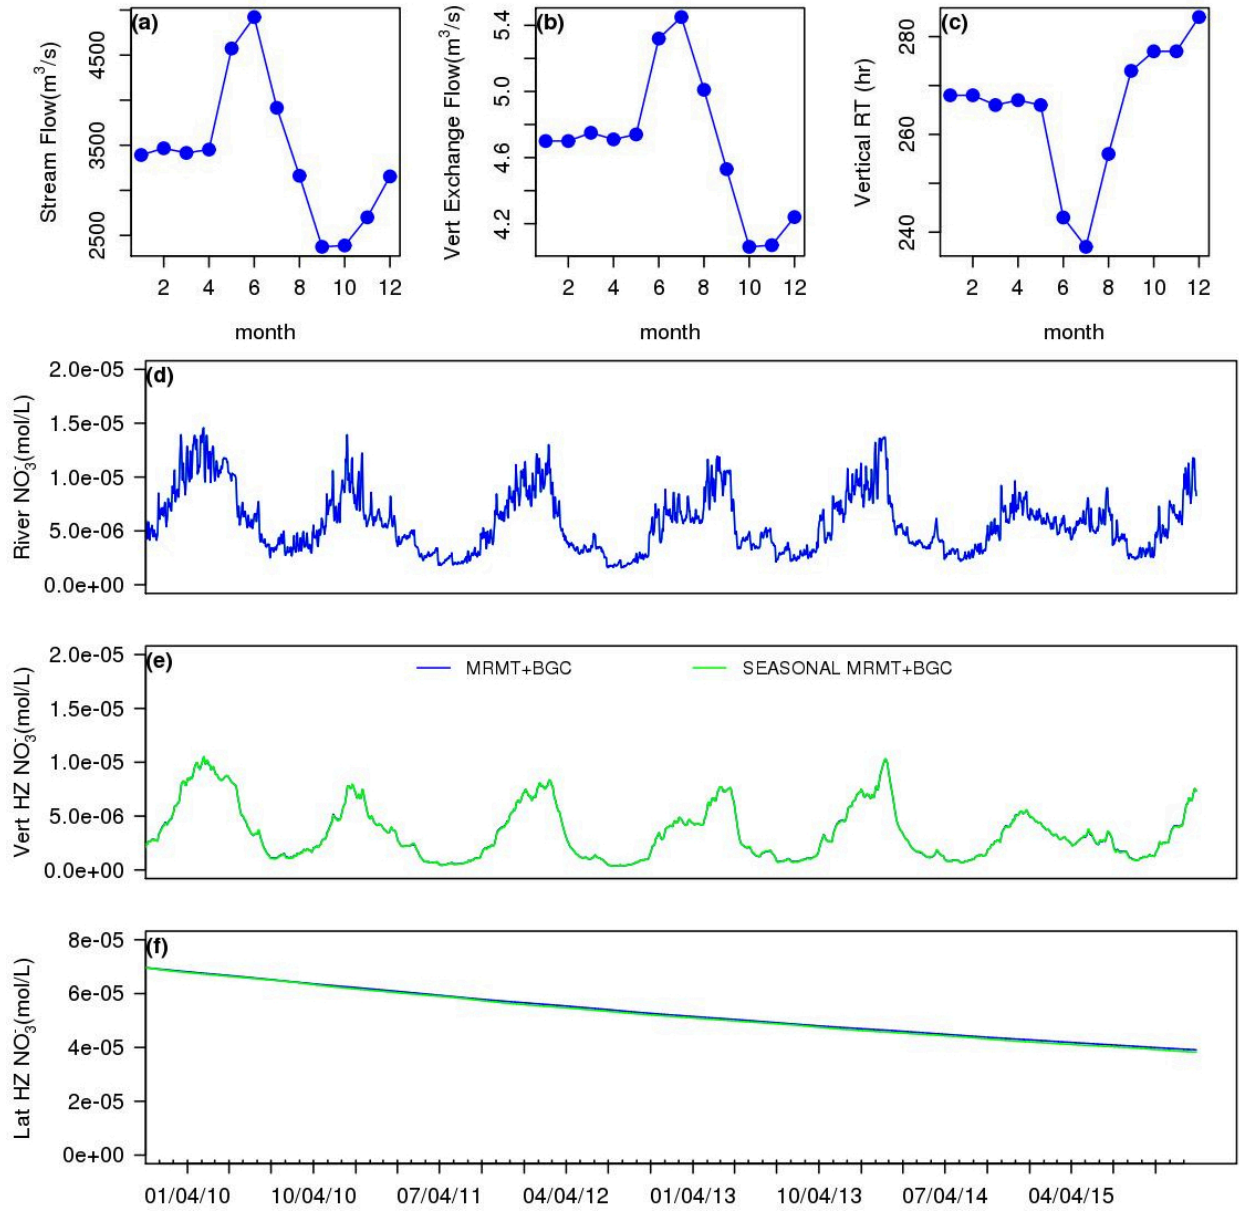 (a)
Stream Flow(m³/s)
4500
3500
2500
2 4 6 8 10 12
month
(b)
Vert Exchange Flow(m³/s)
5.4
5.0
4.6
4.2
2 4 6 8 10 12
month
(c)
Vertical RT (hr)
280
260
240
2 4 6 8 10 12
month
(d)
River NO₃⁻(mol/L)
2.0e-05
1.5e-05
1.0e-05
5.0e-06
0.0e+00
(e)
MRMT+BGC
SEASONAL MRMT+BGC
Vert HZ NO₃⁻(mol/L)
2.0e-05
1.5e-05
1.0e-05
5.0e-06
0.0e+00
(f)
Lat HZ NO₃⁻(mol/L)
8e-05
6e-05
4e-05
2e-05
0e+00
01/04/10 10/04/10 07/04/11 04/04/12 01/04/13 10/04/13 07/04/14 04/04/15